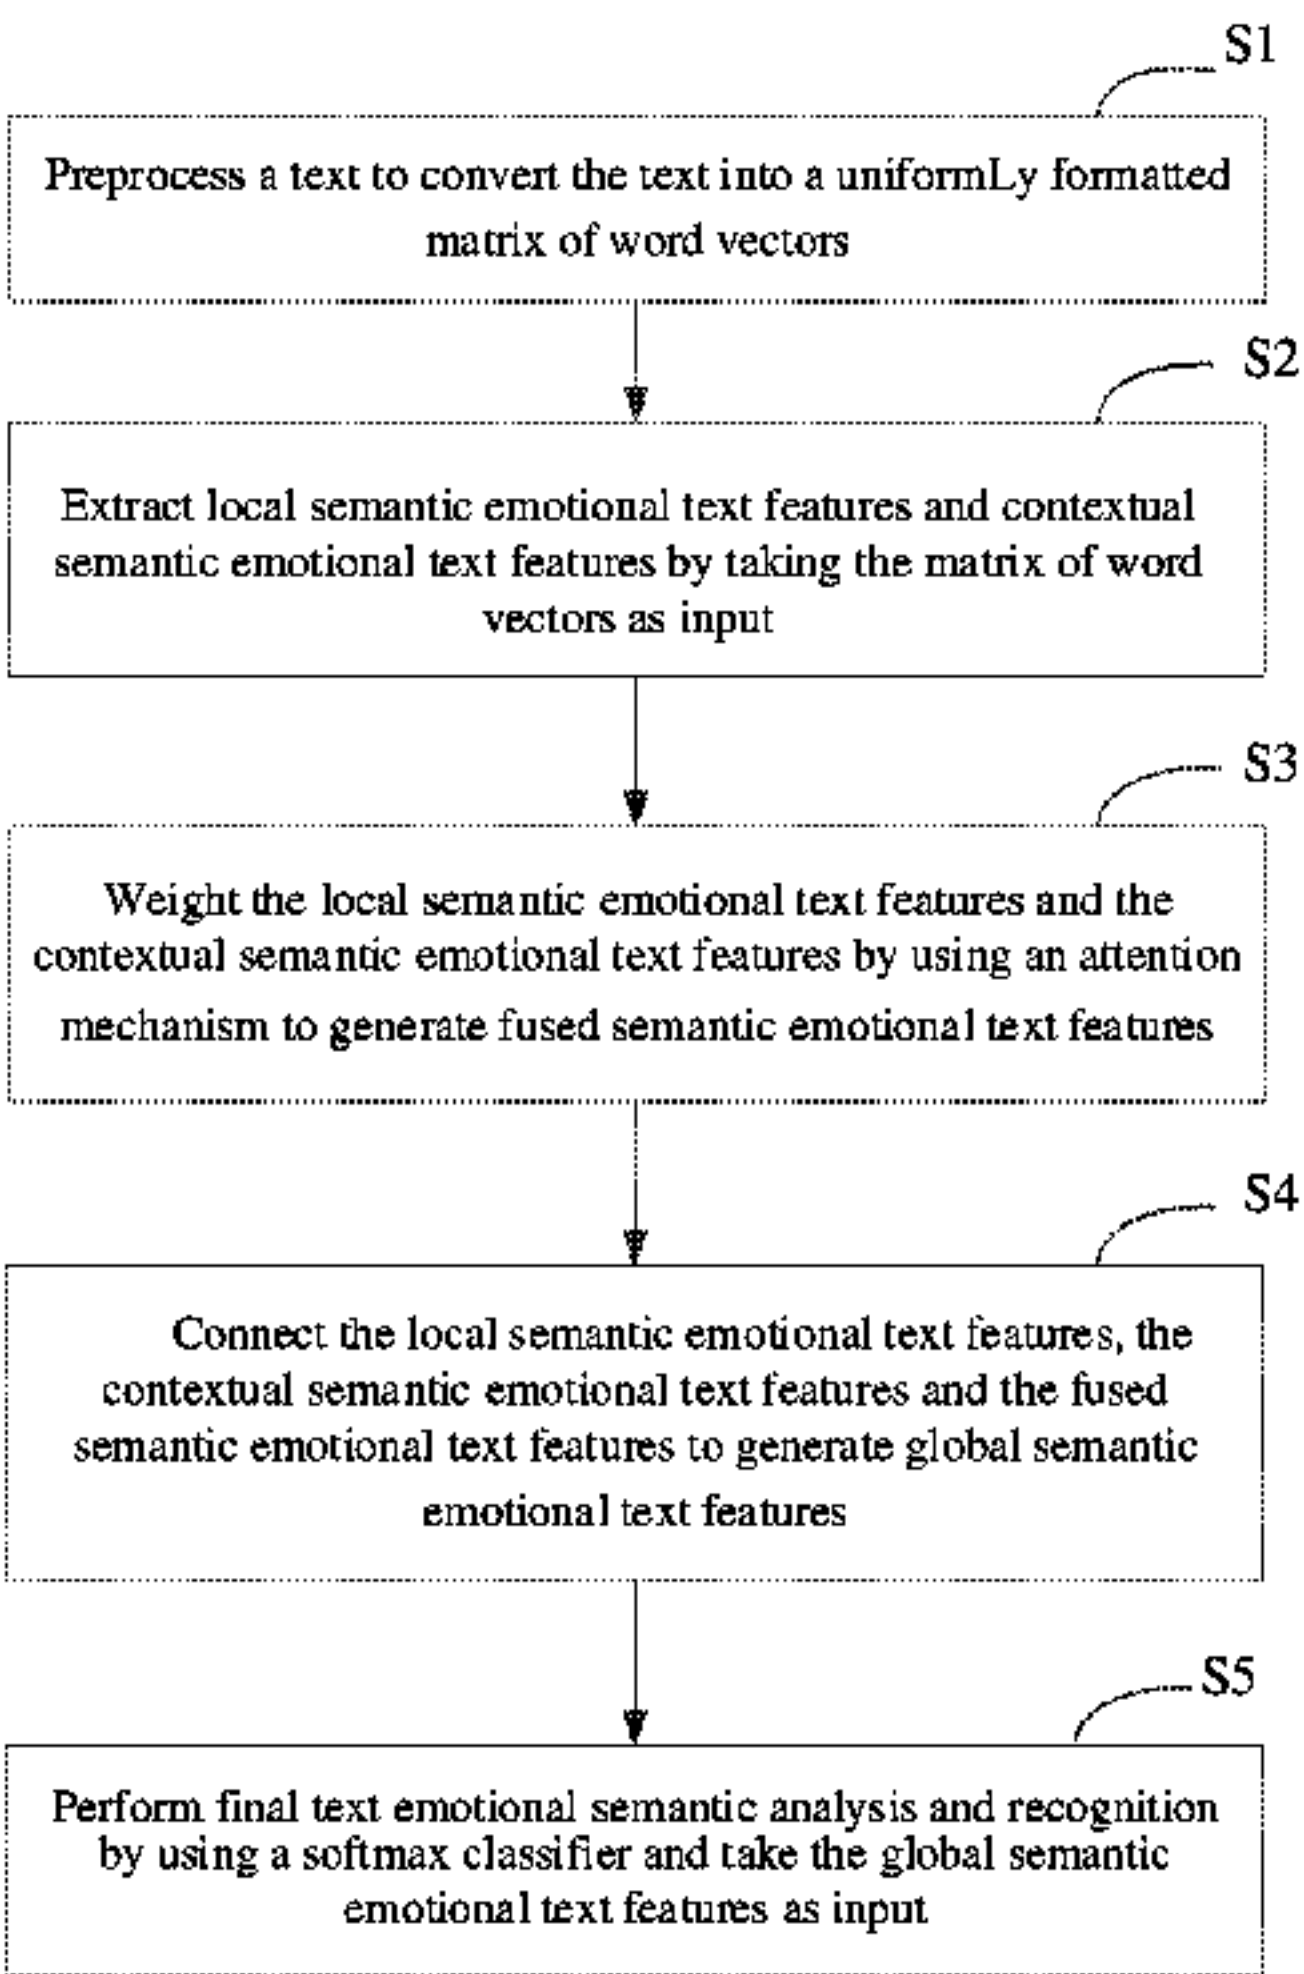 S1
Preprocess a text to convert the text into a uniformLy formatted
matrix of word vectors
S2
Extract local semantic emotional text features and contextual
semantic emotional text features by taking the matrix of word
vectors as input
S3
Weight the local semantic emotional text features and the
contextual semantic emotional text features by using an attention
mechanism to generate fused semantic emotional text features
S4
Connect the local semantic emotional text features, the
contextual semantic emotional text features and the fused
semantic emotional text features to generate global semantic
emotional text features
S5
Perform final text emotional semantic analysis and recognition
by using a softmax classifier and take the global semantic
emotional text features as input